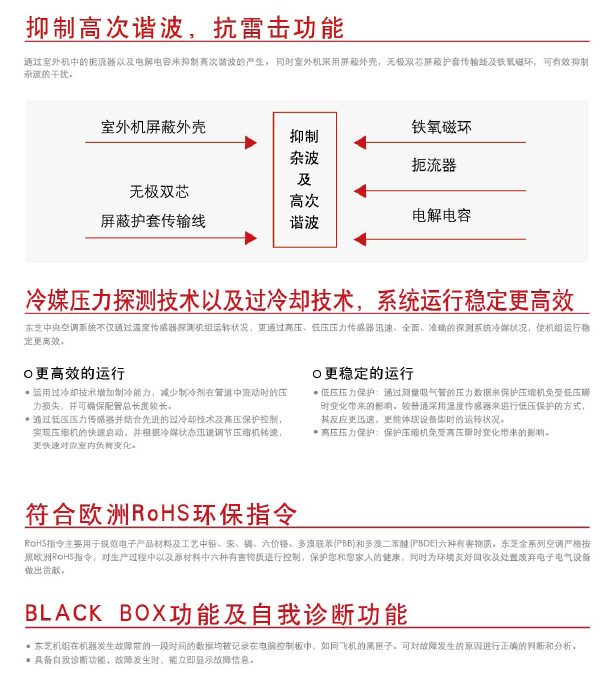 抑制高次谐波，抗雷击功能
通过室外机中的扼流器以及电解电容来抑制高次谐波的产生。同时室外机采用屏蔽外壳，无极双芯屏蔽护套传输线及铁氧磁环，可有效抑制
杂波的干扰。
室外机屏蔽外壳
无极双芯
屏蔽护套传输线
抑制
杂波
及
高次
谐波
铁氧磁环
扼流器
电解电容
冷媒压力探测技术以及过冷却技术，系统运行稳定更高效
东芝中央空调系统不仅通过温度传感器探测机组运转状况，更通过高压、低压压力传感器迅速、全面、准确的探测系统冷媒状况，使机组运行稳
定更高效。
更高效的运行
运用过冷却技术增加制冷能力，减少制冷剂在管道中流动时的压
力损失，并可确保配管总长度较长。
通过低压压力传感器并结合先进的过冷却技术及高压保护控制，
实现压缩机的快速启动，并根据冷媒状态迅速调节压缩机转速，
更快速对应室内负荷变化。
更稳定的运行
低压压力保护：通过测量吸气管的压力数据来保护压缩机免受低压瞬
时变化带来的影响。较普通采用温度传感器来进行低压保护的方式，
其反应更迅速，更能体现设备即时的运转状况。
高压压力保护：保护压缩机免受高压瞬时变化带来的影响。
符合欧洲RoHS环保指令
RoHS指令主要用于规范电子产品材料及工艺中铅、汞、镉、六价铬、多溴联苯(PBB)和多溴二苯醚(PBDE)六种有害物质。东芝全系列空调严格按
照欧洲RoHS指令，对生产过程中以及原材料中六种有害物质进行控制，保护您和您家人的健康，同时为环境友好回收及处置废弃电子电气设备
做出贡献。
BLACK BOX功能及自我诊断功能
东芝机组在机器发生故障前的一段时间的数据均被记录在电脑控制板中，如同飞机的黑匣子。可对故障发生的原因进行正确的判断和分析。
具备自我诊断功能，故障发生时，能立即显示故障信息。